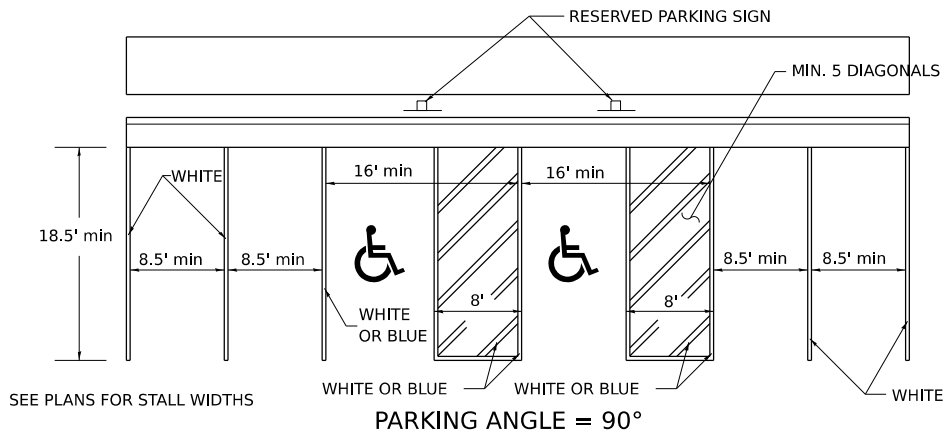 RESERVED PARKING SIGN
MIN. 5 DIAGONALS
16' min
16' min
WHITE
18.5' min
8.5' min
8.5' min
8.5' min
8.5' min
8'
8'
WHITE
OR BLUE
WHITE OR BLUE
WHITE OR BLUE
WHITE
SEE PLANS FOR STALL WIDTHS
PARKING ANGLE = 90°